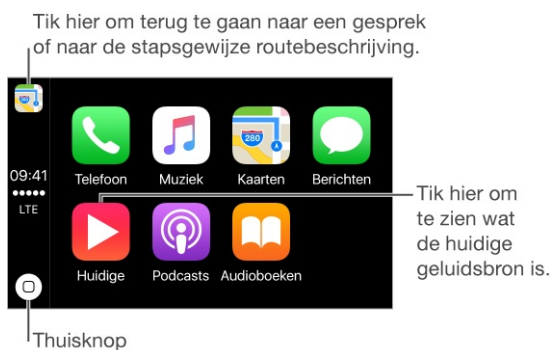 Tik hier om terug te gaan naar een gesprek
of naar de stapsgewijze routebeschrijving.
09:41
LTE
Telefoon
Muziek
280
Kaarten
Berichten
Huidige
Podcasts
Audioboeken
Tik hier om
te zien wat
de huidige
geluidsbron is.
Thuisknop